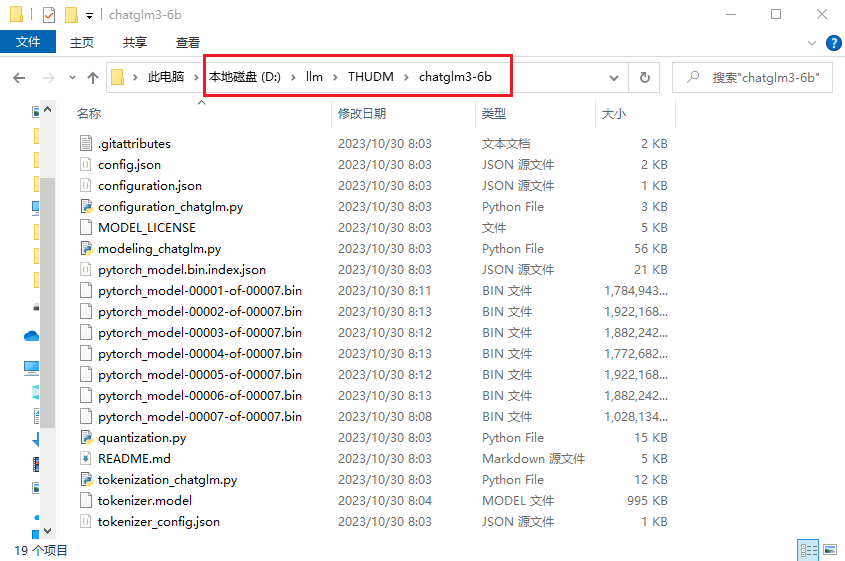 chatglm3-6b
文件 主页 共享 查看
此电脑 本地磁盘 (D:) llm THUDM chatglm3-6b 搜索"chatglm3-6b"
名称 修改日期 类型 大小
.gitattributes 2023/10/30 8:03 文本文档 2 KB
config.json 2023/10/30 8:03 JSON 源文件 2 KB
configuration.json 2023/10/30 8:03 JSON 源文件 1 KB
configuration_chatglm.py 2023/10/30 8:03 Python File 3 KB
MODEL_LICENSE 2023/10/30 8:03 文件 5 KB
modeling_chatglm.py 2023/10/30 8:03 Python File 56 KB
pytorch_model.bin.index.json 2023/10/30 8:03 JSON 源文件 21 KB
pytorch_model-00001-of-00007.bin 2023/10/30 8:11 BIN 文件 1,784,943...
pytorch_model-00002-of-00007.bin 2023/10/30 8:13 BIN 文件 1,922,168...
pytorch_model-00003-of-00007.bin 2023/10/30 8:12 BIN 文件 1,882,242...
pytorch_model-00004-of-00007.bin 2023/10/30 8:13 BIN 文件 1,772,682...
pytorch_model-00005-of-00007.bin 2023/10/30 8:12 BIN 文件 1,922,168...
pytorch_model-00006-of-00007.bin 2023/10/30 8:13 BIN 文件 1,882,242...
pytorch_model-00007-of-00007.bin 2023/10/30 8:08 BIN 文件 1,028,134...
quantization.py 2023/10/30 8:03 Python File 15 KB
README.md 2023/10/30 8:03 Markdown 源文件 5 KB
tokenization_chatglm.py 2023/10/30 8:03 Python File 12 KB
tokenizer.model 2023/10/30 8:04 MODEL 文件 995 KB
tokenizer_config.json 2023/10/30 8:03 JSON 源文件 1 KB
19 个项目